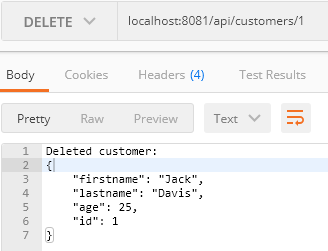 DELETE localhost:8081/api/customers/1
Body Cookies Headers (4) Test Results
Pretty Raw Preview Text
1 Deleted customer:
2 {
3 "firstname": "Jack",
4 "lastname": "Davis",
5 "age": 25,
6 "id": 1
7 }